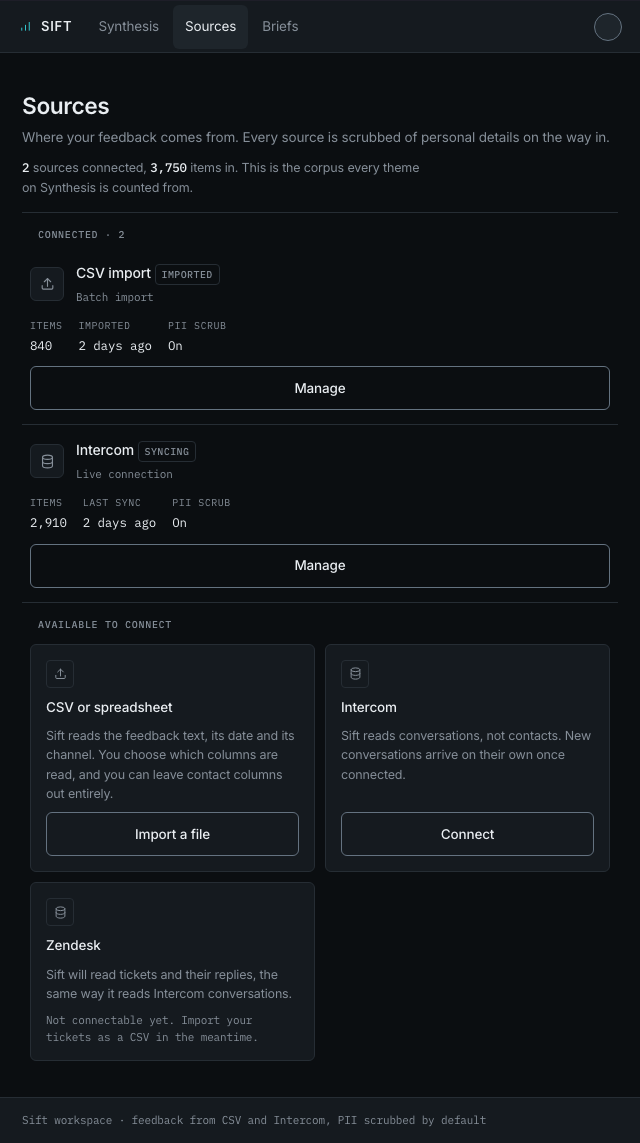 SIFT Synthesis Sources Briefs
Sources
Where your feedback comes from. Every source is scrubbed of personal details on the way in.
2 sources connected, 3,750 items in. This is the corpus every theme
on Synthesis is counted from.
CONNECTED · 2
CSV import IMPORTED
Batch import
ITEMS IMPORTED PII SCRUB
840 2 days ago On
Manage
Intercom SYNCING
Live connection
ITEMS LAST SYNC PII SCRUB
2,910 2 days ago On
Manage
AVAILABLE TO CONNECT
CSV or spreadsheet
Sift reads the feedback text, its date and its
channel. You choose which columns are
read, and you can leave contact columns
out entirely.
Import a file
Intercom
Sift reads conversations, not contacts. New
conversations arrive on their own once
connected.
Connect
Zendesk
Sift will read tickets and their replies, the
same way it reads Intercom conversations.
Not connectable yet. Import your
tickets as a CSV in the meantime.
Sift workspace · feedback from CSV and Intercom, PII scrubbed by default